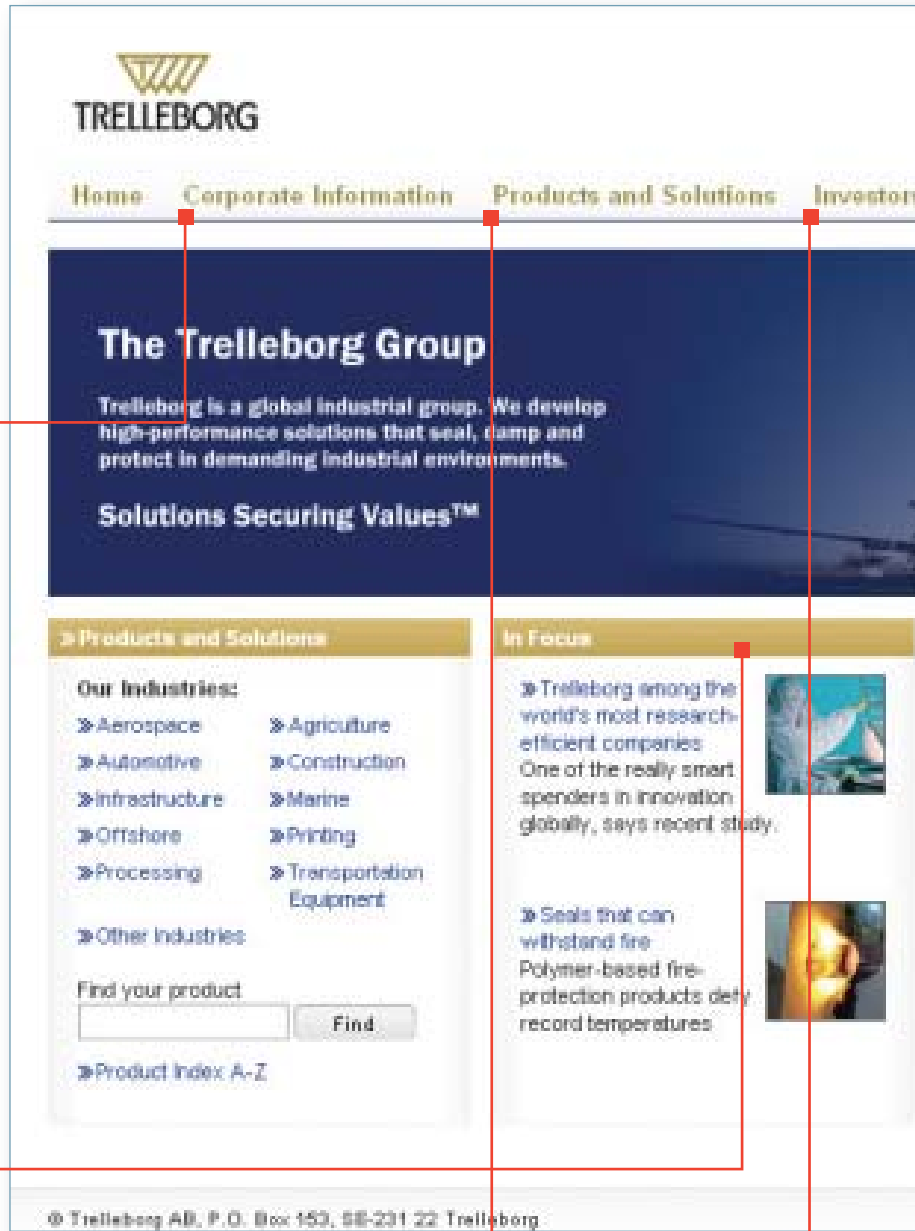 TRELLEBORG
Home Corporate Information Products and Solutions Investors
The Trelleborg Group
Trelleborg is a global industrial group. We develop
high-performance solutions that seal, damp and
protect in demanding industrial environments.
Solutions Securing Values™
» Products and Solutions
Our Industries:
» Aerospace » Agriculture
» Automotive » Construction
» Infrastructure » Marine
» Offshore » Printing
» Processing » Transportation
Equipment
» Other Industries
Find your product
Find
» Product Index A-Z
In Focus
» Trelleborg among the
world's most research-
efficient companies
One of the really smart
spenders in innovation
globally, says recent study.
» Seals that can
withstand fire
Polymer-based fire-
protection products defy
record temperatures
© Trelleborg AB, P.O. Box 153, SE-231 22 Trelleborg